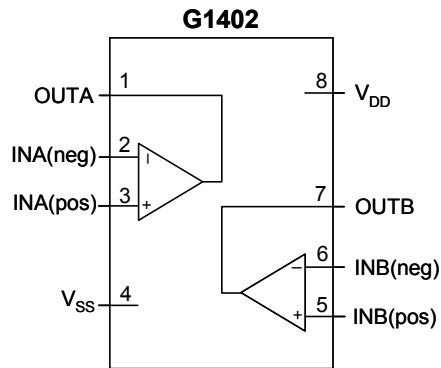 G1402
OUTA 1
INA(neg) 2 −
INA(pos) 3 +
VSS 4
8 VDD
7 OUTB
− 6 INB(neg)
+ 5 INB(pos)